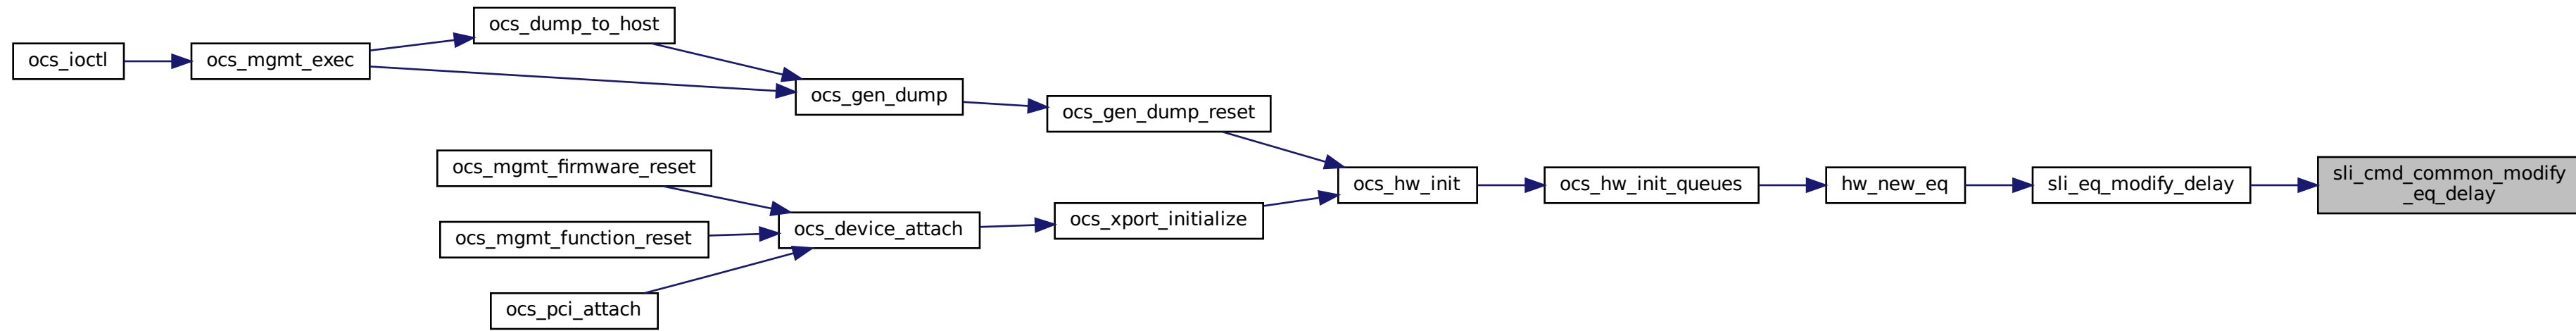 ocs_dump_to_host
ocs_ioctl
ocs_mgmt_exec
ocs_gen_dump
ocs_gen_dump_reset
ocs_mgmt_firmware_reset
ocs_hw_init
ocs_hw_init_queues
hw_new_eq
sli_eq_modify_delay
sli_cmd_common_modify
_eq_delay
ocs_mgmt_function_reset
ocs_device_attach
ocs_xport_initialize
ocs_pci_attach